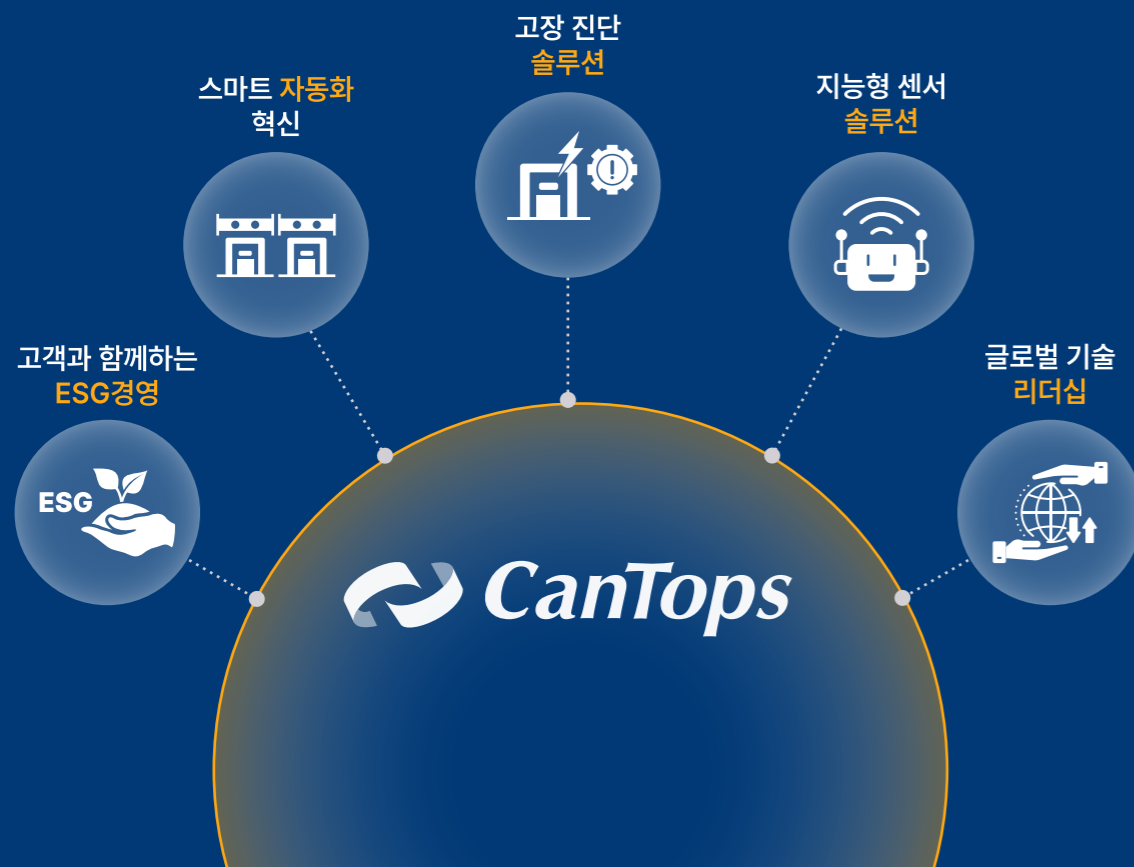 고장 진단
솔루션
스마트 자동화
혁신
지능형 센서
솔루션
고객과 함께하는
ESG경영
글로벌 기술
리더십
ESG
CanTops